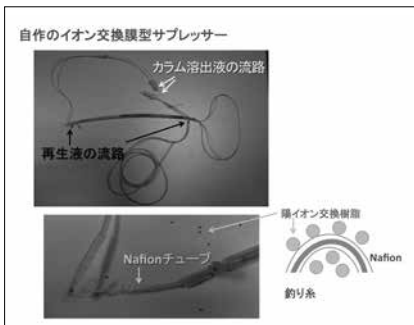 自作のイオン交換膜型サプレッサー
カラム溶出液の流路
再生液の流路
陽イオン交換樹脂
Nafionチューブ
Nafion
釣り糸